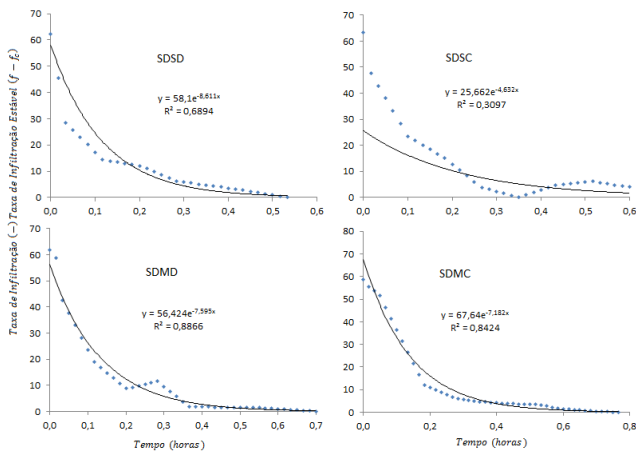 Taxa de Infiltração (−) Taxa de Infiltração Estável (f − fc)
70
60
50
40
30
20
10
0
SDSD
y = 58,1e^-8,611x
R² = 0,6894
0,0 0,1 0,2 0,3 0,4 0,5 0,6
70
60
50
40
30
20
10
0
SDSC
y = 25,662e^-4,632x
R² = 0,3097
0,0 0,1 0,2 0,3 0,4 0,5 0,6
70
60
50
40
30
20
10
0
SDMD
y = 56,424e^-7,595x
R² = 0,8866
0,0 0,1 0,2 0,3 0,4 0,5 0,6 0,7
Tempo (horas)
80
70
60
50
40
30
20
10
0
SDMC
y = 67,64e^-7,182x
R² = 0,8424
0,0 0,2 0,4 0,6 0,8
Tempo (horas)